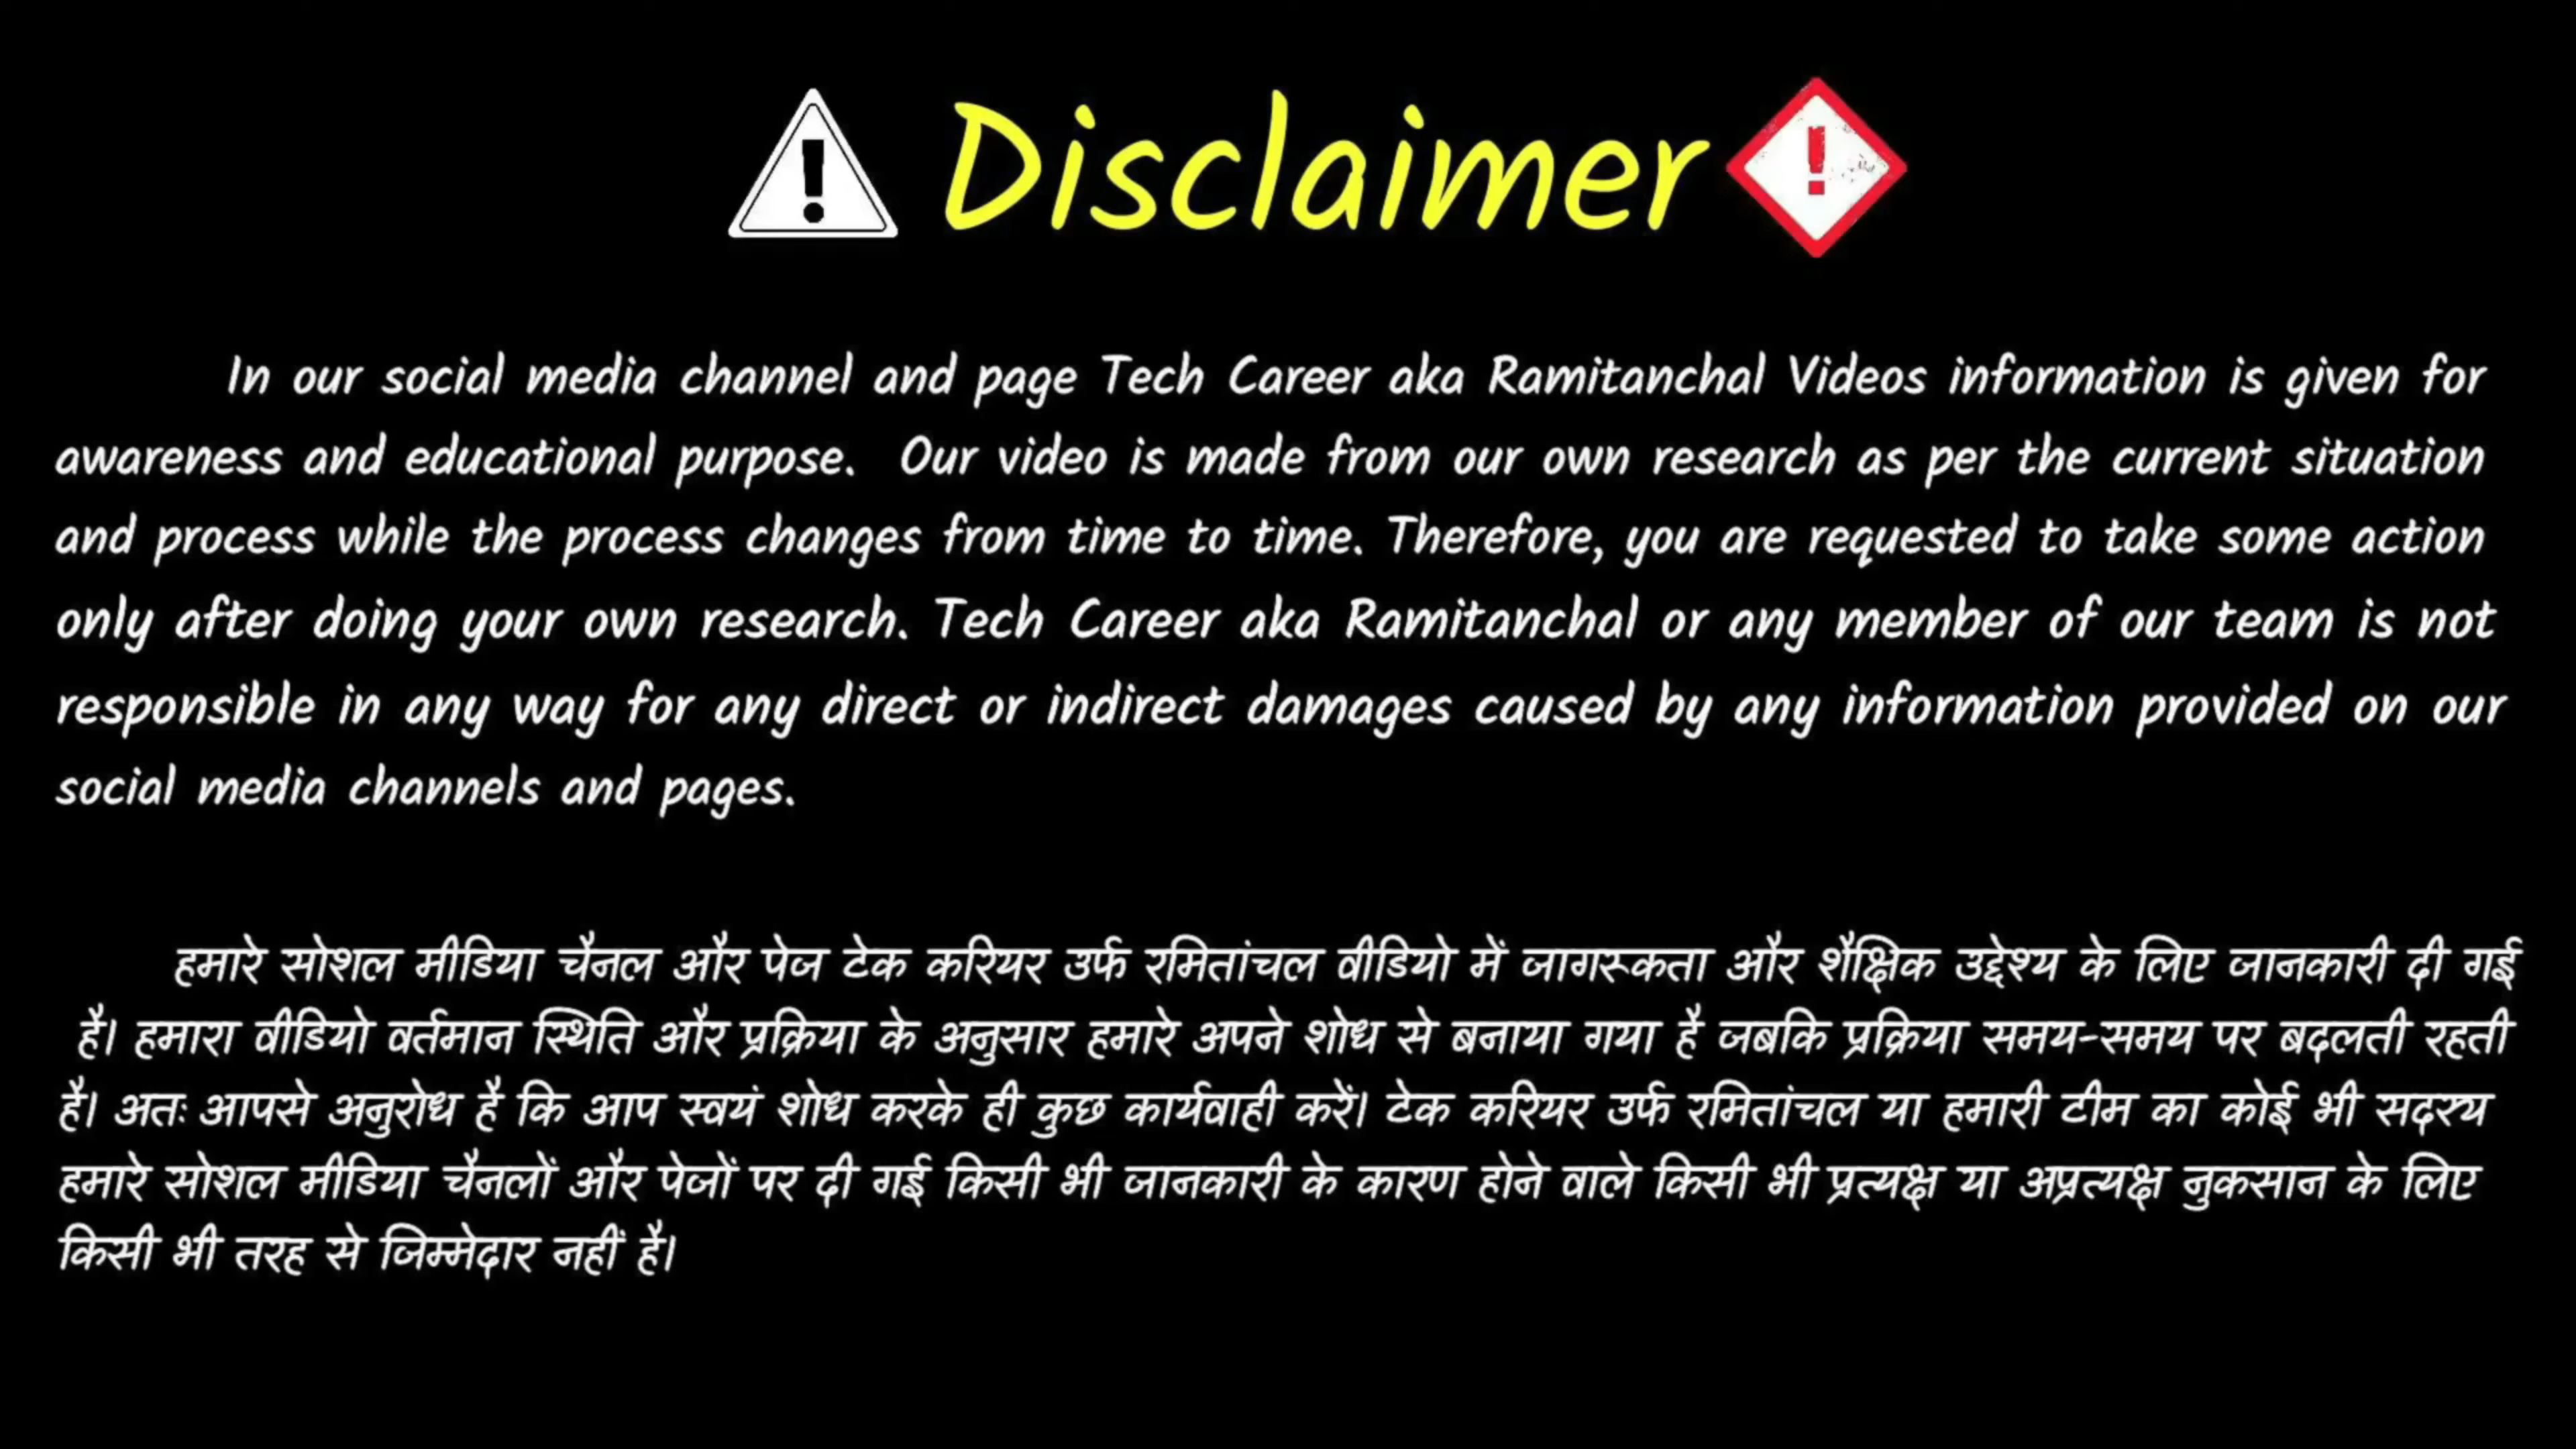 Disclaimer
In our social media channel and page Tech Career aka Ramitanchal Videos information is given for
awareness and educational purpose. Our video is made from our own research as per the current situation
and process while the process changes from time to time. Therefore, you are requested to take some action
only after doing your own research. Tech Career aka Ramitanchal or any member of our team is not
responsible in any way for any direct or indirect damages caused by any information provided on our
social media channels and pages.
हमारे सोशल मीडिया चैनल और पेज टेक करियर उर्फ रमितांचल वीडियो में जागरूकता और शैक्षिक उद्देश्य के लिए जानकारी दी गई
है। हमारा वीडियो वर्तमान स्थिति और प्रक्रिया के अनुसार हमारे अपने शोध से बनाया गया है जबकि प्रक्रिया समय-समय पर बदलती रहती
है। अतः आपसे अनुरोध है कि आप स्वयं शोध करके ही कुछ कार्यवाही करें। टेक करियर उर्फ रमितांचल या हमारी टीम का कोई भी सदस्य
हमारे सोशल मीडिया चैनलों और पेजों पर दी गई किसी भी जानकारी के कारण होने वाले किसी भी प्रत्यक्ष या अप्रत्यक्ष नुकसान के लिए
किसी भी तरह से जिम्मेदार नहीं है।